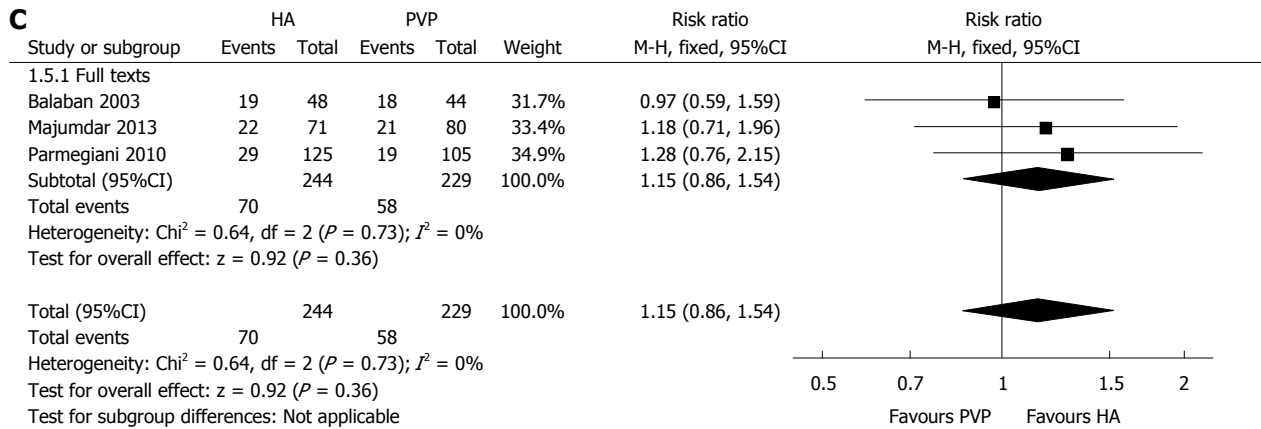 C
HA PVP Risk ratio Risk ratio
Study or subgroup Events Total Events Total Weight M-H, fixed, 95%CI M-H, fixed, 95%CI
1.5.1 Full texts
Balaban 2003 19 48 18 44 31.7% 0.97 (0.59, 1.59)
Majumdar 2013 22 71 21 80 33.4% 1.18 (0.71, 1.96)
Parmegiani 2010 29 125 19 105 34.9% 1.28 (0.76, 2.15)
Subtotal (95%CI) 244 229 100.0% 1.15 (0.86, 1.54)
Total events 70 58
Heterogeneity: Chi² = 0.64, df = 2 (P = 0.73); I² = 0%
Test for overall effect: z = 0.92 (P = 0.36)
Total (95%CI) 244 229 100.0% 1.15 (0.86, 1.54)
Total events 70 58
Heterogeneity: Chi² = 0.64, df = 2 (P = 0.73); I² = 0%
Test for overall effect: z = 0.92 (P = 0.36)
Test for subgroup differences: Not applicable
0.5 0.7 1 1.5 2
Favours PVP Favours HA